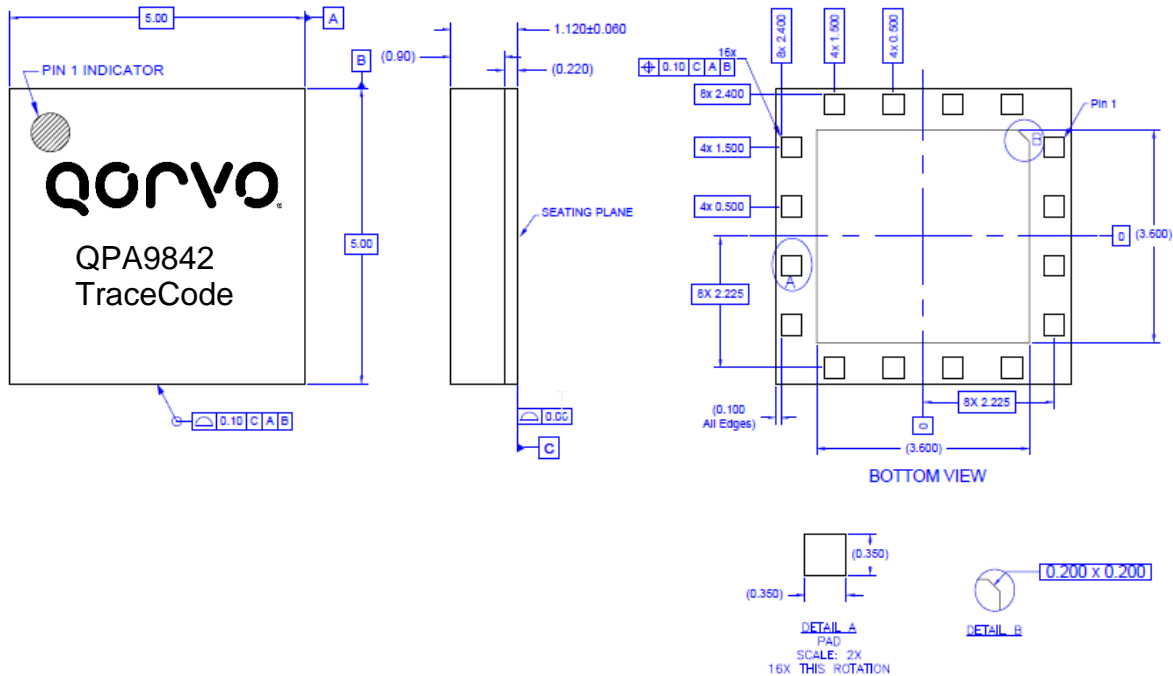 5.00
A
PIN 1 INDICATOR
B
QORVO
QPA9842
TraceCode
5.00
0.10 C A B
1.120±0.060
(0.90)
(0.220)
SEATING PLANE
C
8x 2.400
4x 1.500
4x 0.500
16x
0.10 C A B
8x 2.400
4x 1.500
4x 0.500
8X 2.225
A
B
Pin 1
0
(3.600)
(0.100
All Edges)
8X 2.225
0
(3.600)
BOTTOM VIEW
(0.350)
(0.350)
DETAIL A
PAD
SCALE: 2X
16X THIS ROTATION
0.200 x 0.200
DETAIL B